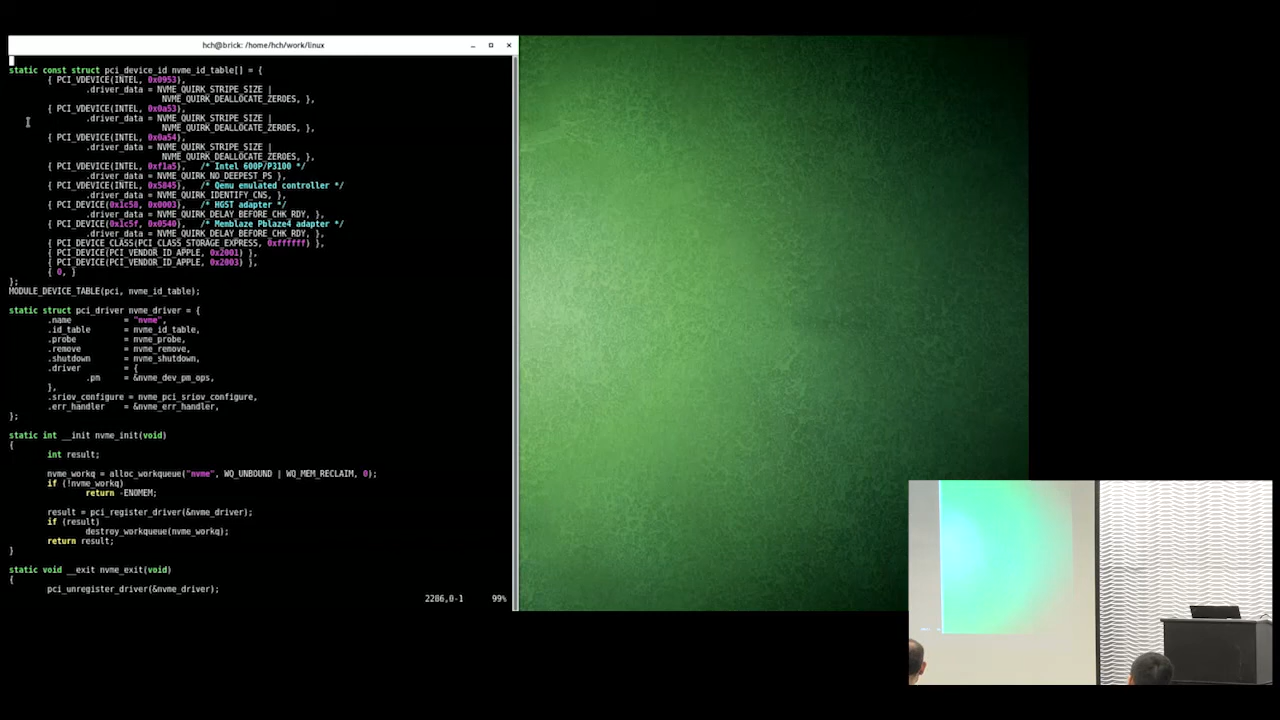 hch@brick: /home/hch/work/linux
static const struct pci_device_id nvme_id_table[] = {
{ PCI_VDEVICE(INTEL, 0x0953),
.driver_data = NVME_QUIRK_STRIPE_SIZE |
NVME_QUIRK_DEALLOCATE_ZEROES, },
{ PCI_VDEVICE(INTEL, 0x0a53),
.driver_data = NVME_QUIRK_STRIPE_SIZE |
NVME_QUIRK_DEALLOCATE_ZEROES, },
{ PCI_VDEVICE(INTEL, 0x0a54),
.driver_data = NVME_QUIRK_STRIPE_SIZE |
NVME_QUIRK_DEALLOCATE_ZEROES, },
{ PCI_VDEVICE(INTEL, 0xf1a5), /* Intel 600P/P3100 */
.driver_data = NVME_QUIRK_NO_DEEPEST_PS },
{ PCI_VDEVICE(INTEL, 0x5845), /* Qemu emulated controller */
.driver_data = NVME_QUIRK_IDENTIFY_CNS, },
{ PCI_DEVICE(0x1c58, 0x0003), /* HGST adapter */
.driver_data = NVME_QUIRK_DELAY_BEFORE_CHK_RDY, },
{ PCI_DEVICE(0x1c5f, 0x0540), /* Memblaze Pblaze4 adapter */
.driver_data = NVME_QUIRK_DELAY_BEFORE_CHK_RDY, },
{ PCI_DEVICE_CLASS(PCI_CLASS_STORAGE_EXPRESS, 0xffffff) },
{ PCI_DEVICE(PCI_VENDOR_ID_APPLE, 0x2001) },
{ PCI_DEVICE(PCI_VENDOR_ID_APPLE, 0x2003) },
{ 0, }
};
MODULE_DEVICE_TABLE(pci, nvme_id_table);
static struct pci_driver nvme_driver = {
.name = "nvme",
.id_table = nvme_id_table,
.probe = nvme_probe,
.remove = nvme_remove,
.shutdown = nvme_shutdown,
.driver = {
.pm = &nvme_dev_pm_ops,
},
.sriov_configure = nvme_pci_sriov_configure,
.err_handler = &nvme_err_handler,
};
static int __init nvme_init(void)
{
int result;
nvme_workq = alloc_workqueue("nvme", WQ_UNBOUND | WQ_MEM_RECLAIM, 0);
if (!nvme_workq)
return -ENOMEM;
result = pci_register_driver(&nvme_driver);
if (result)
destroy_workqueue(nvme_workq);
return result;
}
static void __exit nvme_exit(void)
{
pci_unregister_driver(&nvme_driver);
2286,0-1 99%